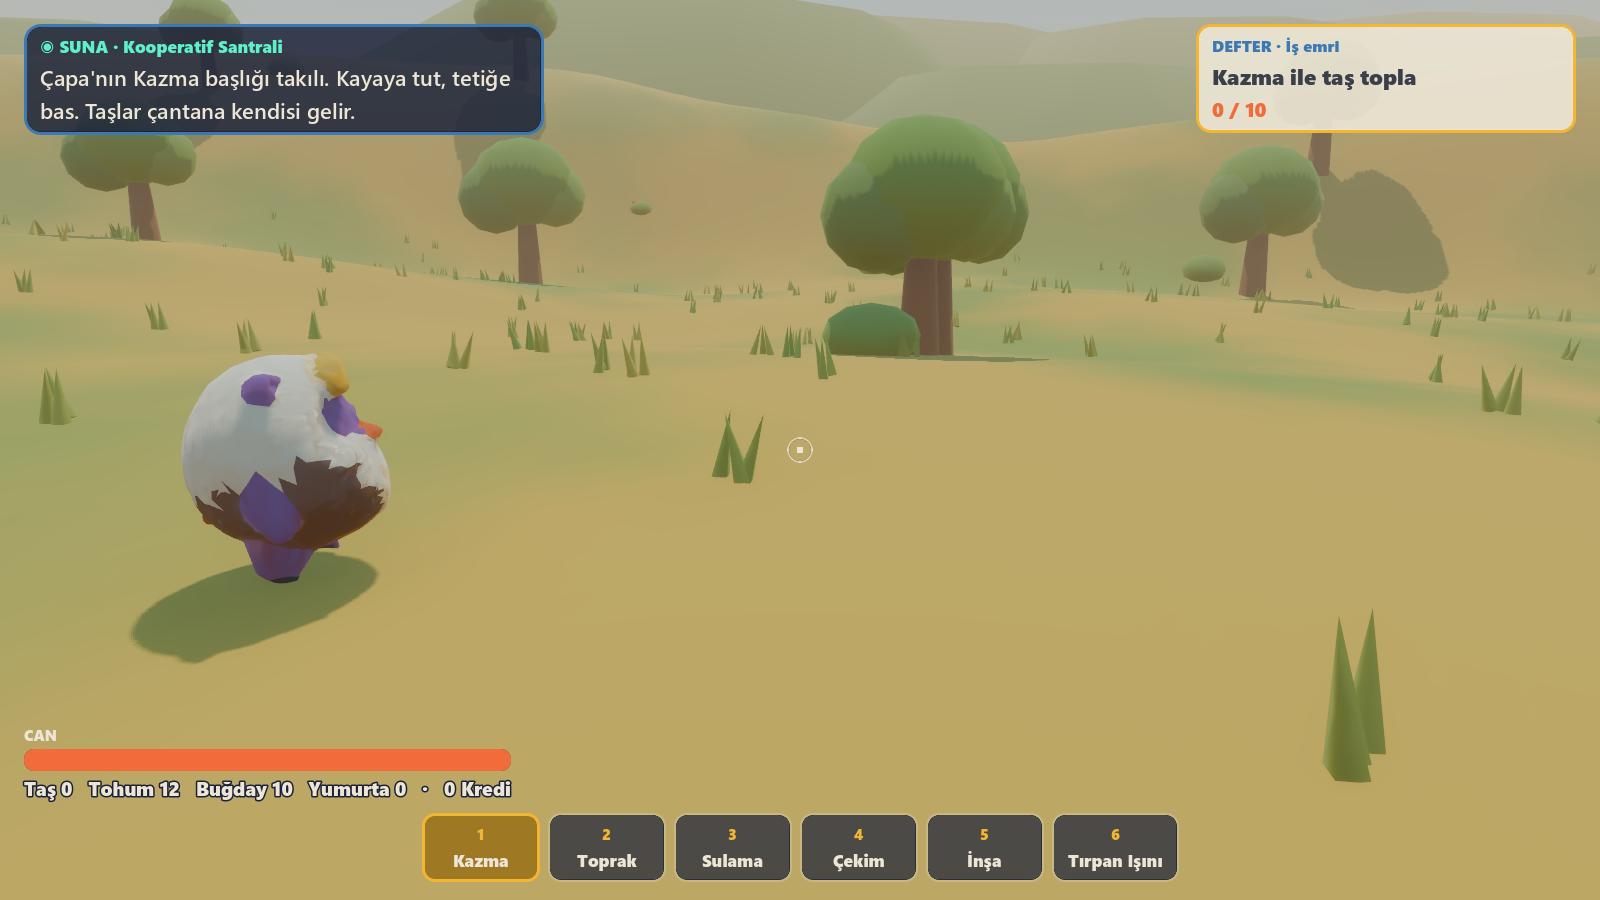 ◉ SUNA · Kooperatif Santrali
Çapa'nın Kazma başlığı takılı. Kayaya tut, tetiğe
bas. Taşlar çantana kendisi gelir.
DEFTER · İş emri
Kazma ile taş topla
0 / 10
CAN
Taş 0 Tohum 12 Buğday 10 Yumurta 0 · 0 Kredi
1
Kazma
2
Toprak
3
Sulama
4
Çekim
5
İnşa
6
Tırpan Işını